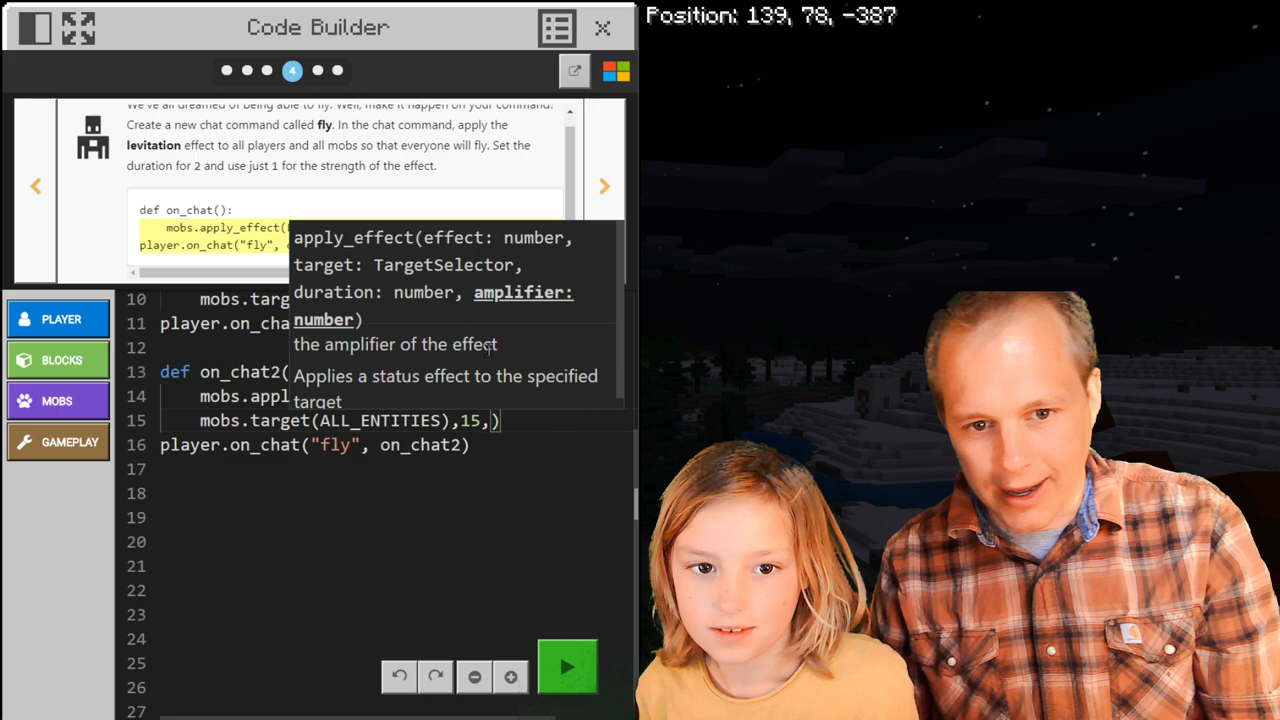 Code Builder
Position: 139, 78, -387
4
We've all dreamed of being able to fly. Well, make it happen on your command!
Create a new chat command called fly. In the chat command, apply the
levitation effect to all players and all mobs so that everyone will fly. Set the
duration for 2 and use just 1 for the strength of the effect.
def on_chat():
mobs.apply_effect(
player.on_chat("fly",
apply_effect(effect: number,
target: TargetSelector,
duration: number, amplifier:
number)
the amplifier of the effect
Applies a status effect to the specified
target
PLAYER
BLOCKS
MOBS
GAMEPLAY
10 mobs.targ
11 player.on_cha
12
13 def on_chat2(
14 mobs.appl
15 mobs.target(ALL_ENTITIES),15,)
16 player.on_chat("fly", on_chat2)
17
18
19
20
21
22
23
24
25
26
27
carhartt